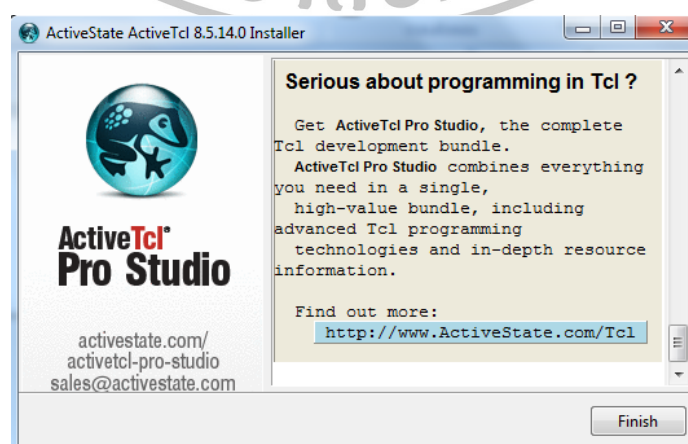 ActiveState ActiveTcl 8.5.14.0 Installer
ActiveTcl®
Pro Studio
activestate.com/
activetcl-pro-studio
sales@activestate.com
Serious about programming in Tcl ?
Get ActiveTcl Pro Studio, the complete
Tcl development bundle.
ActiveTcl Pro Studio combines everything
you need in a single,
high-value bundle, including
advanced Tcl programming
technologies and in-depth resource
information.
Find out more:
http://www.ActiveState.com/Tcl
Finish